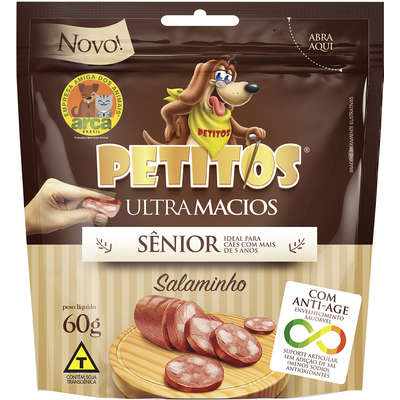 Novo!
ABRA
AQUI
EMPRESA AMIGA DOS ANIMAIS
arca
BRASIL
PETITOS
PETITOS®
ULTRAMACIOS
SÊNIOR
IDEAL PARA
CÃES COM MAIS
DE 5 ANOS
Salaminho
peso líquido
60g
T
CONTÉM SOJA
TRANSGÊNICA
COM
ANTI-AGE
ENVELHECIMENTO
SAUDÁVEL
SUPORTE ARTICULAR,
SEM ADIÇÃO DE SAL
(MENOS SÓDIO),
ANTIOXIDANTES